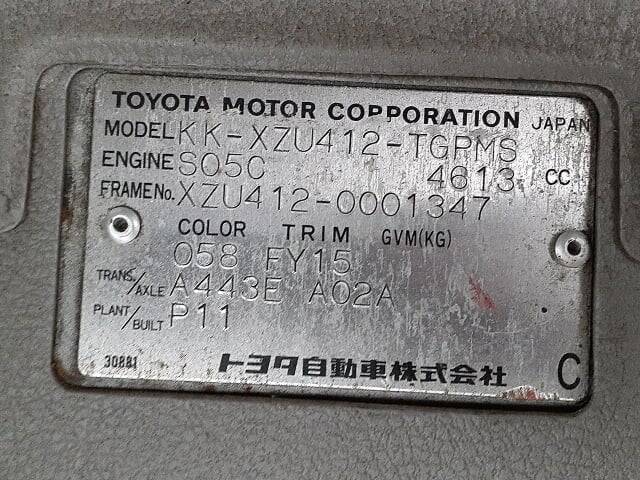 TOYOTA MOTOR CORPORATION JAPAN
MODEL KK-XZU412-TGPMS
ENGINE S05C 4613 CC
FRAME No. XZU412-0001347
COLOR TRIM GVM(KG)
058 FY15
TRANS./AXLE A443E A02A
PLANT/BUILT P11
30881 トヨタ自動車株式会社 C